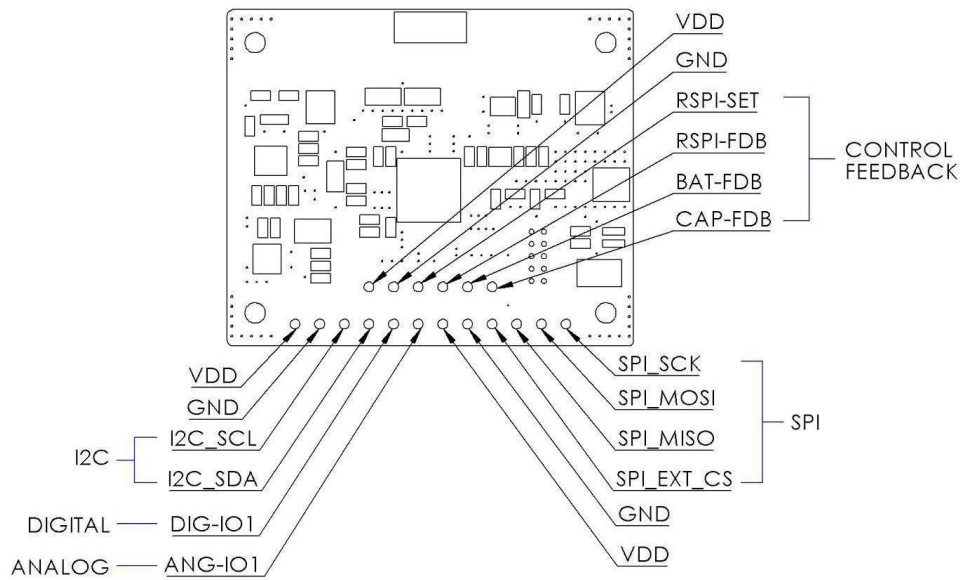 VDD
GND
RSPI-SET
RSPI-FDB
BAT-FDB
CAP-FDB
CONTROL
FEEDBACK
VDD
GND
I2C
I2C_SCL
I2C_SDA
DIGITAL
DIG-IO1
ANALOG
ANG-IO1
SPI_SCK
SPI_MOSI
SPI_MISO
SPI_EXT_CS
SPI
GND
VDD